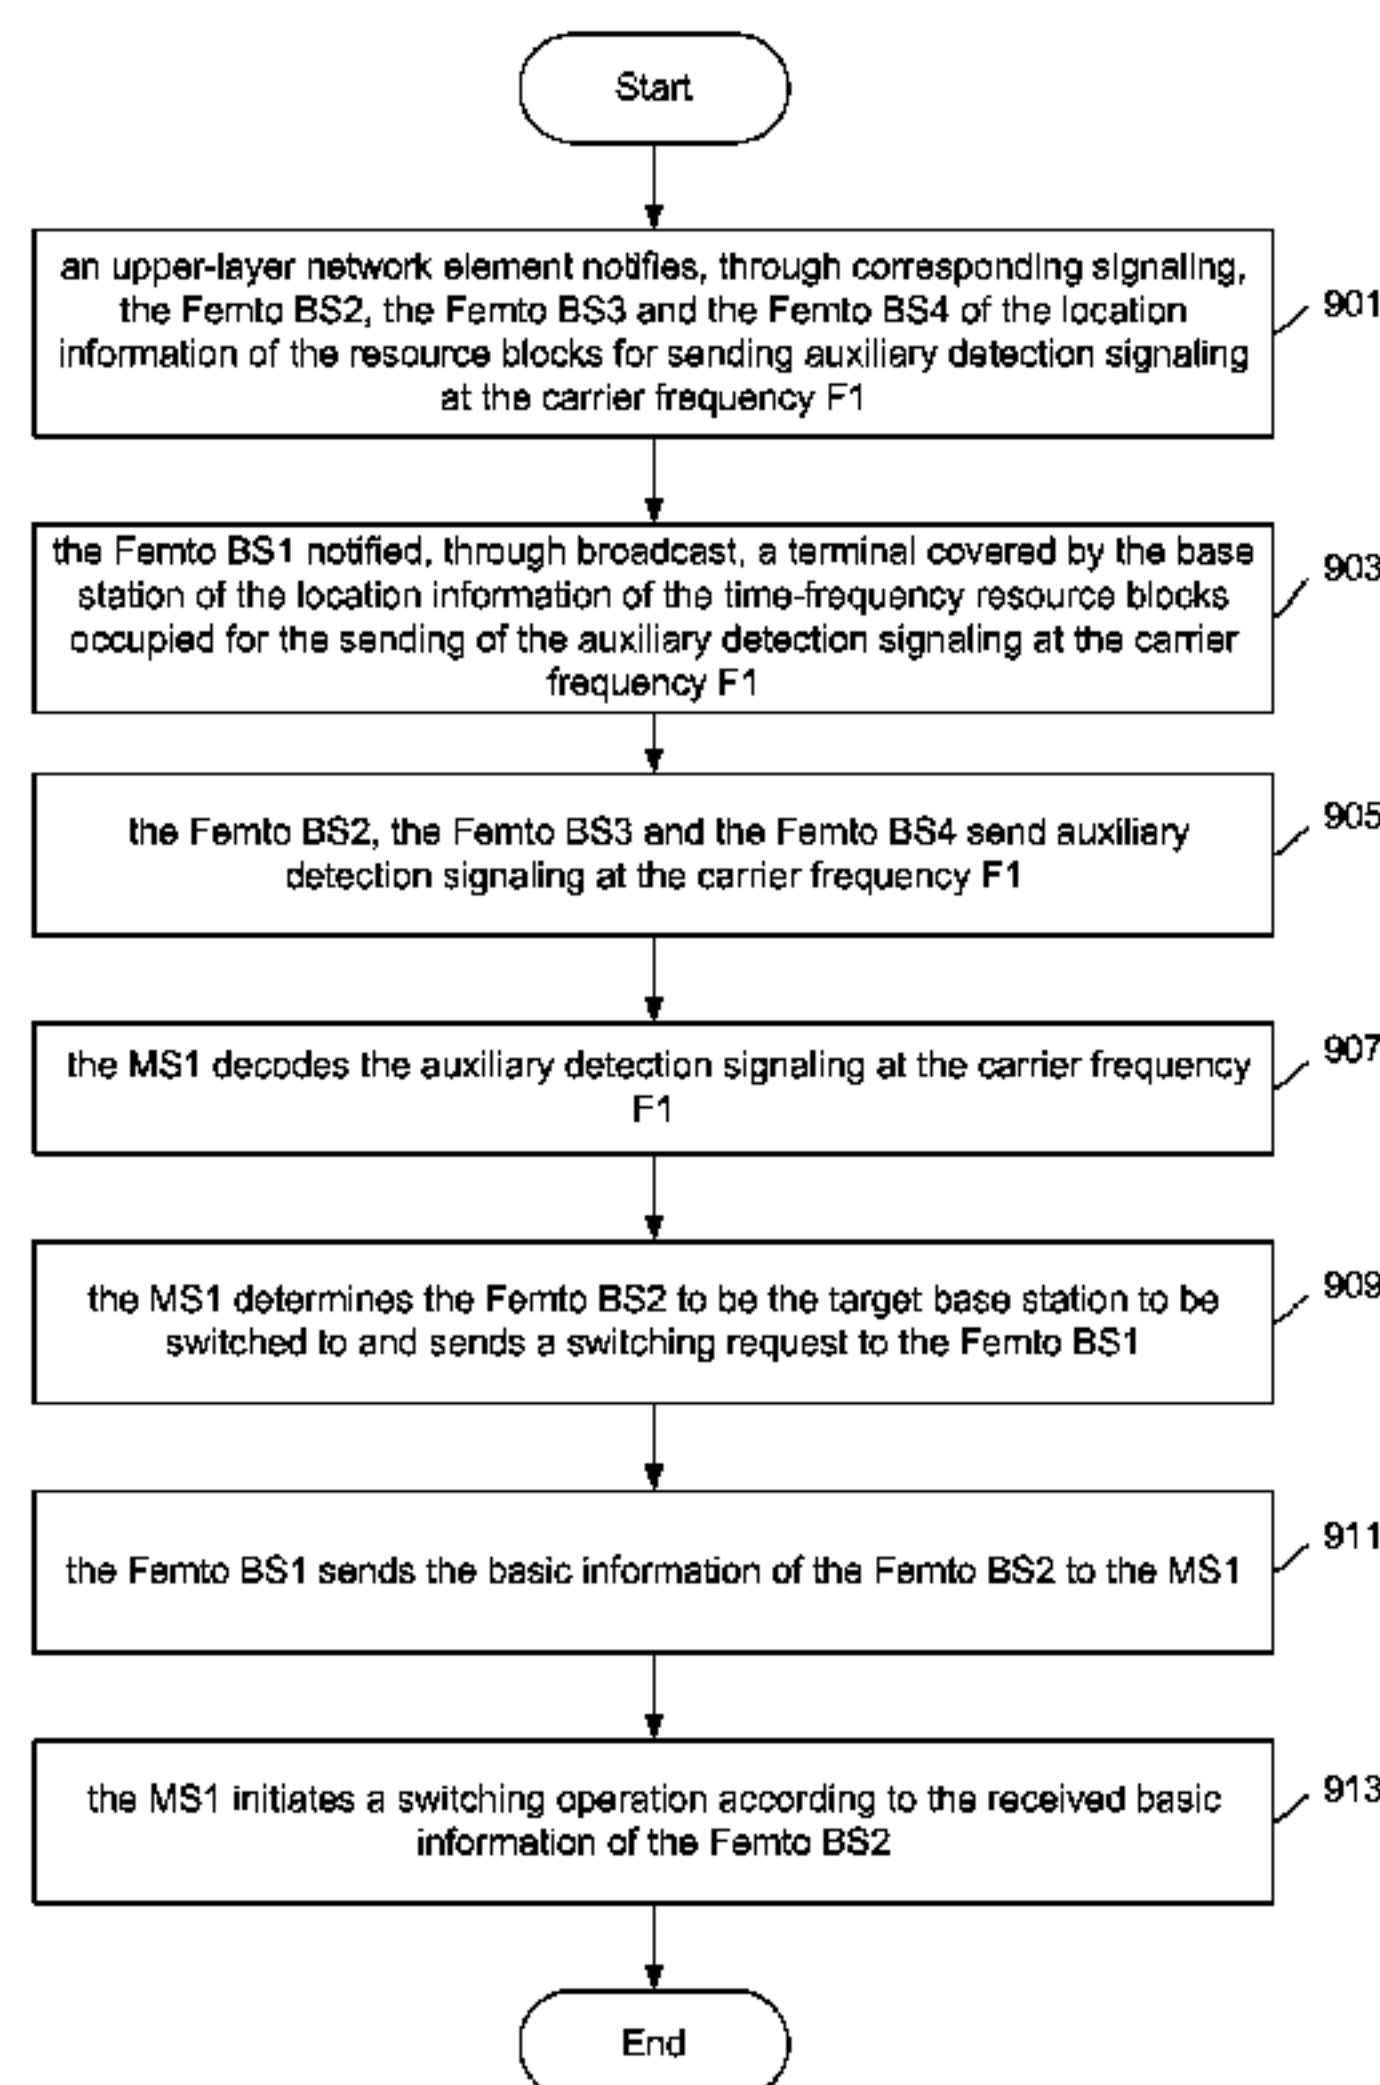 Start
an upper-layer network element notifies, through corresponding signaling,
the Femto BS2, the Femto BS3 and the Femto BS4 of the location
information of the resource blocks for sending auxiliary detection signaling
at the carrier frequency F1
901
the Femto BS1 notified, through broadcast, a terminal covered by the base
station of the location information of the time-frequency resource blocks
occupied for the sending of the auxiliary detection signaling at the carrier
frequency F1
903
the Femto BS2, the Femto BS3 and the Femto BS4 send auxiliary
detection signaling at the carrier frequency F1
905
the MS1 decodes the auxiliary detection signaling at the carrier frequency
F1
907
the MS1 determines the Femto BS2 to be the target base station to be
switched to and sends a switching request to the Femto BS1
909
the Femto BS1 sends the basic information of the Femto BS2 to the MS1
911
the MS1 initiates a switching operation according to the received basic
information of the Femto BS2
913
End